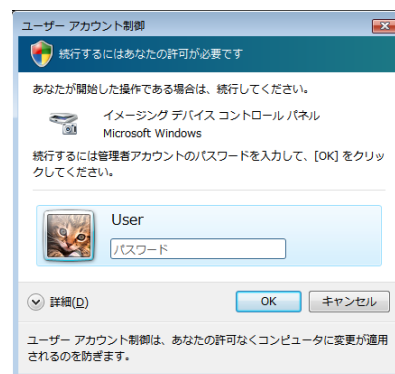 ユーザー アカウント制御
続行するにはあなたの許可が必要です
あなたが開始した操作である場合は、続行してください。
イメージング デバイス コントロール パネル
Microsoft Windows
続行するには管理者アカウントのパスワードを入力して、[OK] をクリッ
クしてください。
User
パスワード
詳細(D)
OK
キャンセル
ユーザー アカウント制御は、あなたの許可なくコンピュータに変更が適用
されるのを防ぎます。